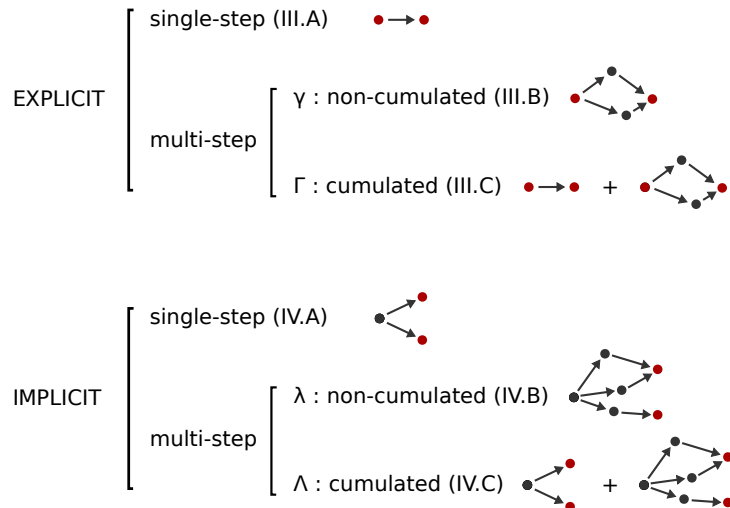 single-step (III.A)
EXPLICIT
γ : non-cumulated (III.B)
multi-step
Γ : cumulated (III.C) +
single-step (IV.A)
IMPLICIT
λ : non-cumulated (IV.B)
multi-step
Λ : cumulated (IV.C) +